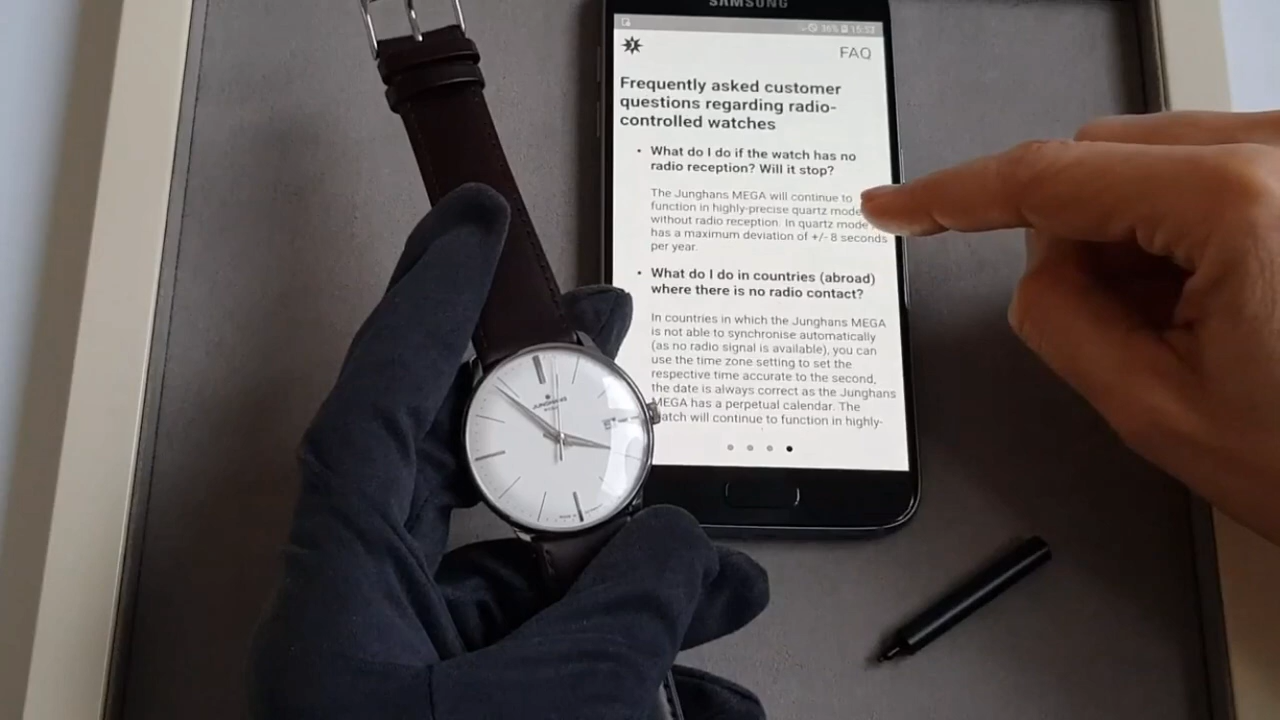 SAMSUNG
36% 15:53
FAQ
Frequently asked customer
questions regarding radio-
controlled watches
• What do I do if the watch has no
radio reception? Will it stop?
The Junghans MEGA will continue to
function in highly-precise quartz mode
without radio reception. In quartz mode
has a maximum deviation of +/- 8 seconds
per year.
• What do I do in countries (abroad)
where there is no radio contact?
In countries in which the Junghans MEGA
is not able to synchronise automatically
(as no radio signal is available), you can
use the time zone setting to set the
respective time accurate to the second,
the date is always correct as the Junghans
MEGA has a perpetual calendar. The
watch will continue to function in highly-
JUNGHANS